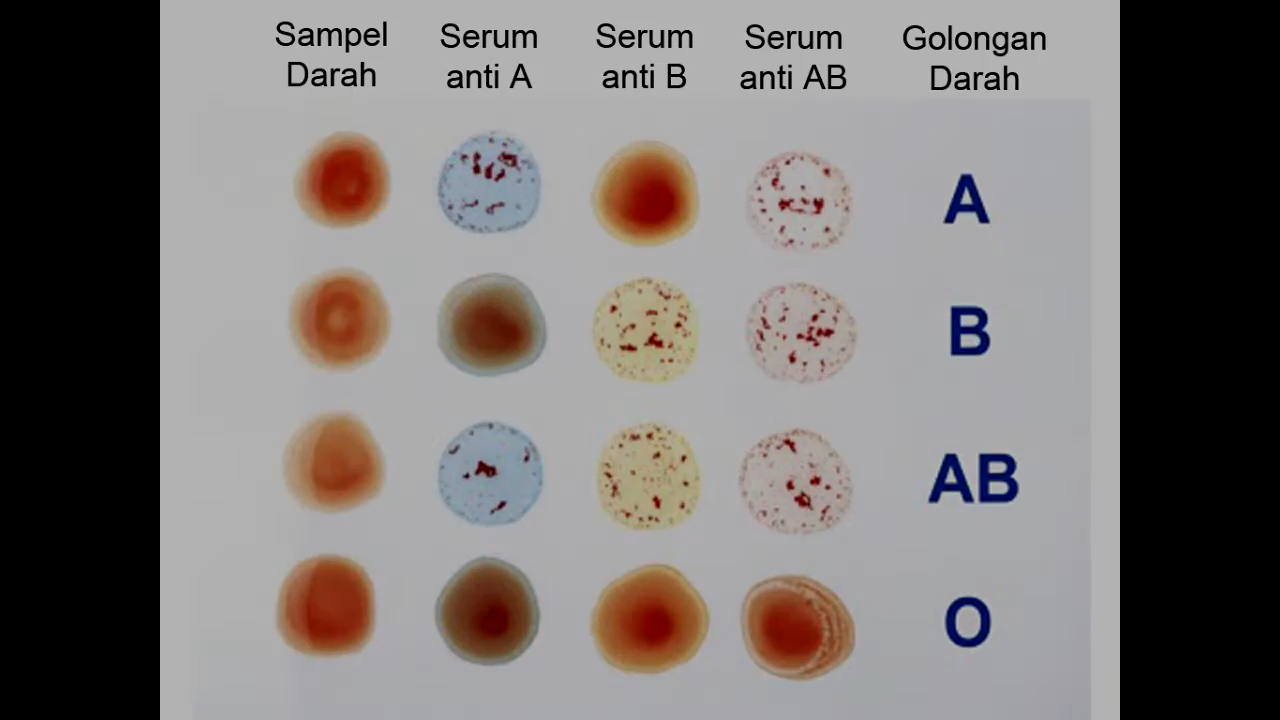 Sampel
Darah
Serum
anti A
Serum
anti B
Serum
anti AB
Golongan
Darah
A
B
AB
O